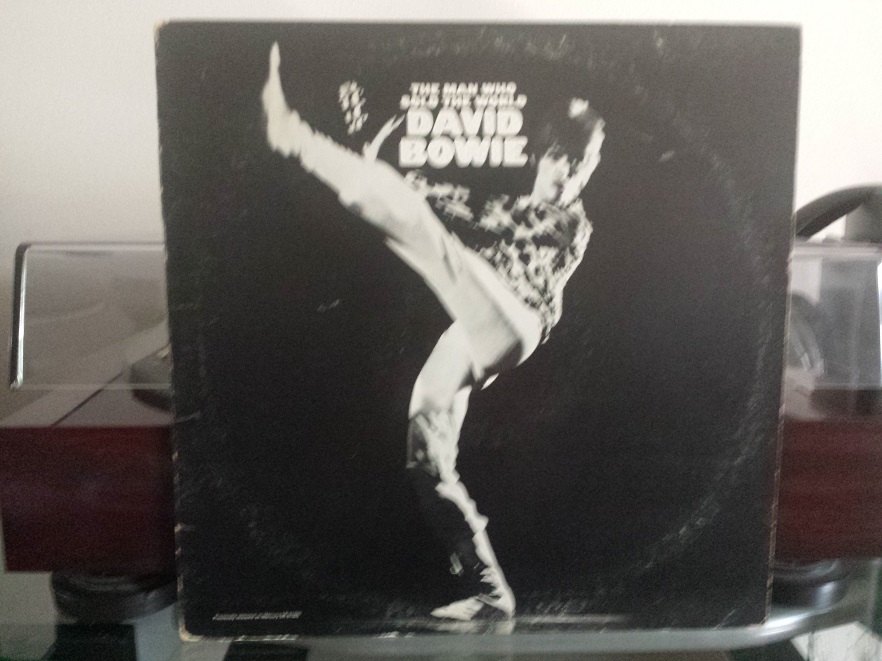 THE MAN WHO
SOLD THE WORLD
DAVID
BOWIE